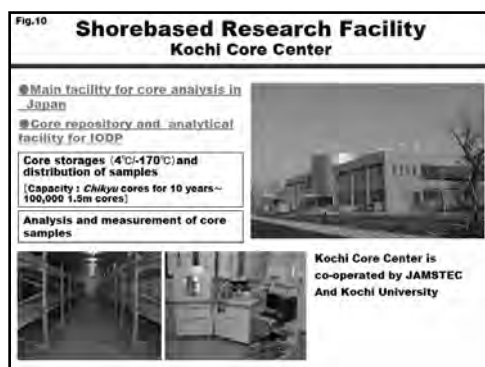 Fig.10
Shorebased Research Facility
Kochi Core Center
●Main facility for core analysis in
Japan
●Core repository and analytical
facility for IODP
Core storages (4℃/-170℃) and
distribution of samples
[Capacity : Chikyu cores for 10 years~
100,000 1.5m cores]
Analysis and measurement of core
samples
Kochi Core Center is
co-operated by JAMSTEC
And Kochi University